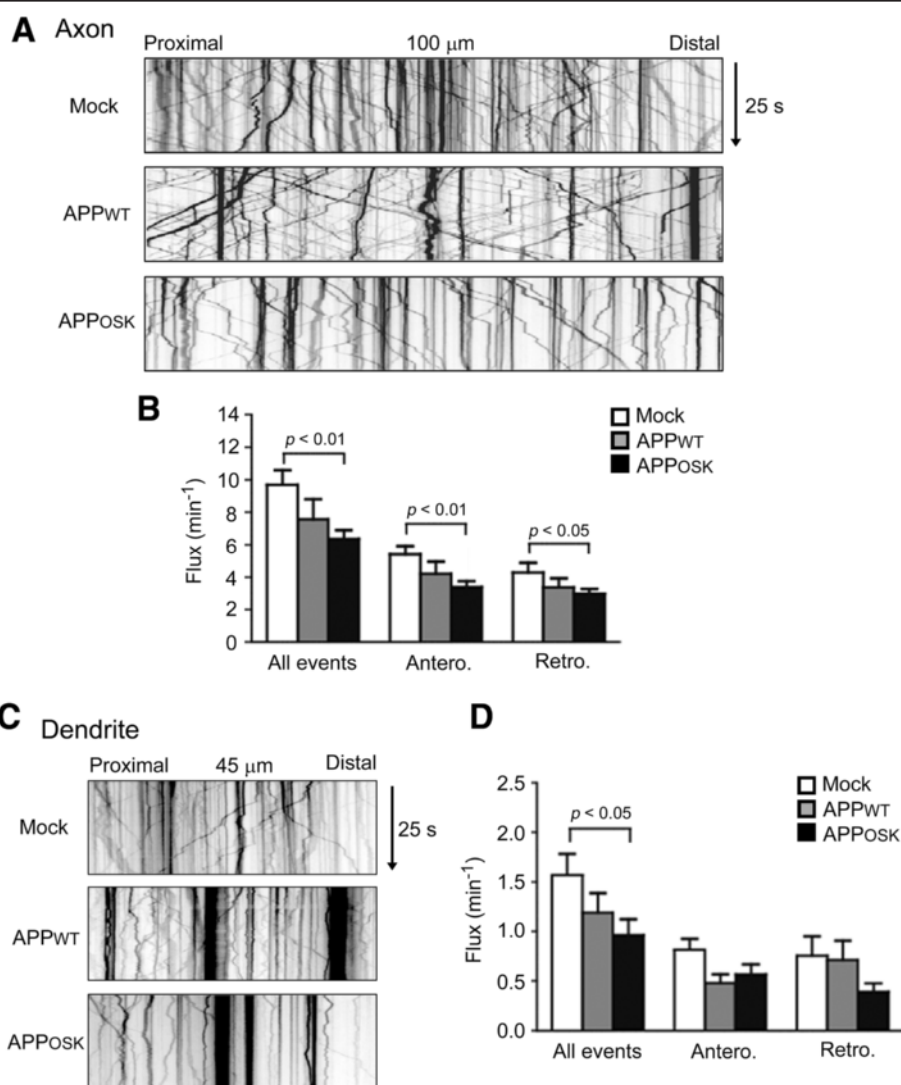 A Axon
Proximal 100 μm Distal
Mock
25 s
APPWT
APPOSK
B
Flux (min-1)
14
12
10
8
6
4
2
0
p < 0.01
p < 0.01
p < 0.05
Mock
APPWT
APPOSK
All events Antero. Retro.
C Dendrite
Proximal 45 μm Distal
Mock
25 s
APPWT
APPOSK
D
Flux (min-1)
2.5
2.0
1.5
1.0
0.5
0.0
p < 0.05
Mock
APPWT
APPOSK
All events Antero. Retro.